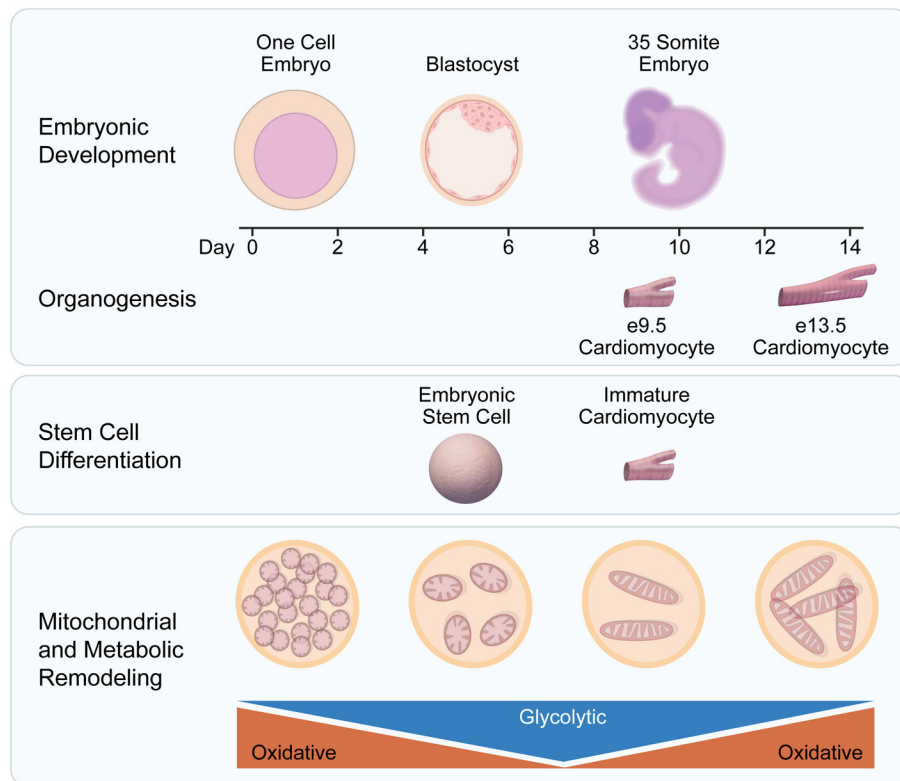 One Cell
Embryo
Blastocyst
35 Somite
Embryo
Embryonic
Development
Day 0 2 4 6 8 10 12 14
Organogenesis
e9.5
Cardiomyocyte
e13.5
Cardiomyocyte
Embryonic
Stem Cell
Immature
Cardiomyocyte
Stem Cell
Differentiation
Mitochondrial
and Metabolic
Remodeling
Glycolytic
Oxidative
Oxidative